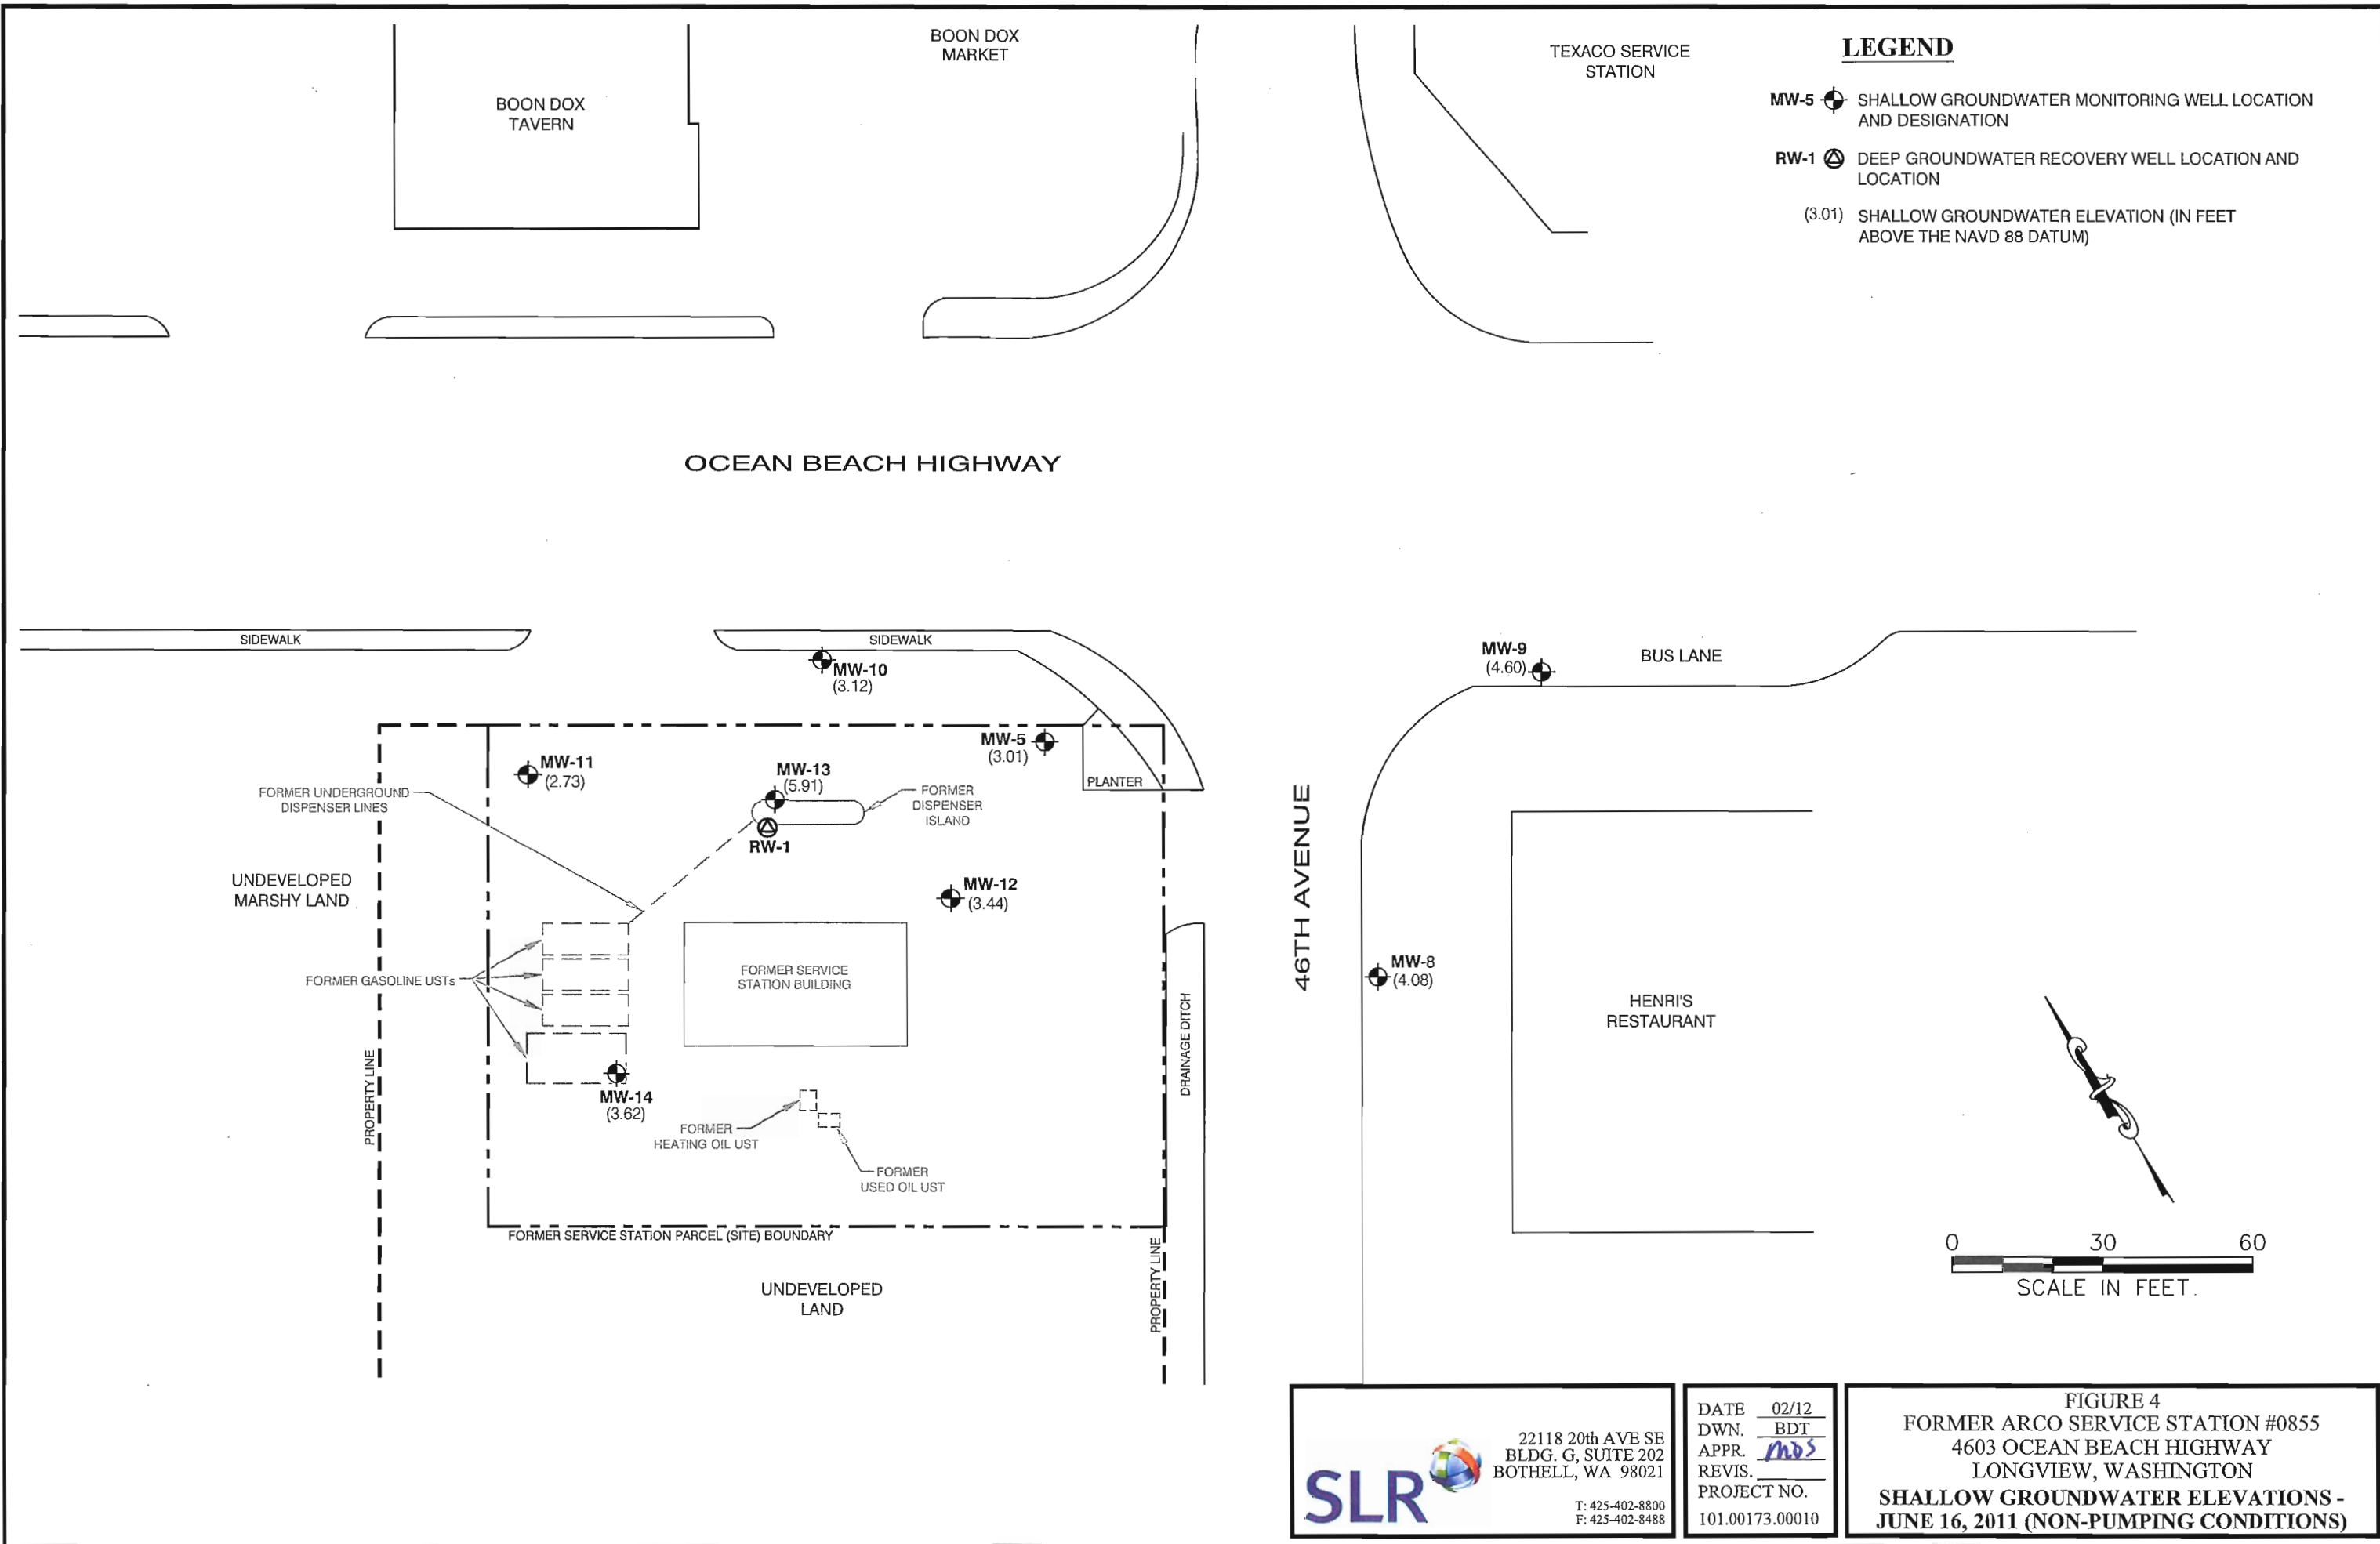 BOON DOX
MARKET
BOON DOX
TAVERN
TEXACO SERVICE
STATION
LEGEND
MW-5 SHALLOW GROUNDWATER MONITORING WELL LOCATION
AND DESIGNATION
RW-1 DEEP GROUNDWATER RECOVERY WELL LOCATION AND
LOCATION
(3.01) SHALLOW GROUNDWATER ELEVATION (IN FEET
ABOVE THE NAVD 88 DATUM)
OCEAN BEACH HIGHWAY
SIDEWALK
SIDEWALK
MW-10
(3.12)
MW-9
(4.60)
BUS LANE
MW-5
(3.01)
MW-11
(2.73)
MW-13
(5.91)
PLANTER
FORMER UNDERGROUND
DISPENSER LINES
FORMER
DISPENSER
ISLAND
RW-1
46TH AVENUE
UNDEVELOPED
MARSHY LAND
MW-12
(3.44)
FORMER GASOLINE USTs
FORMER SERVICE
STATION BUILDING
MW-8
(4.08)
HENRI'S
RESTAURANT
DRAINAGE DITCH
PROPERTY LINE
MW-14
(3.62)
FORMER
HEATING OIL UST
FORMER
USED OIL UST
FORMER SERVICE STATION PARCEL (SITE) BOUNDARY
PROPERTY LINE
UNDEVELOPED
LAND
0 30 60
SCALE IN FEET.
SLR
22118 20th AVE SE
BLDG. G, SUITE 202
BOTHELL, WA 98021
T: 425-402-8800
F: 425-402-8488
DATE 02/12
DWN. BDT
APPR. MDS
REVIS.
PROJECT NO.
101.00173.00010
FIGURE 4
FORMER ARCO SERVICE STATION #0855
4603 OCEAN BEACH HIGHWAY
LONGVIEW, WASHINGTON
SHALLOW GROUNDWATER ELEVATIONS -
JUNE 16, 2011 (NON-PUMPING CONDITIONS)